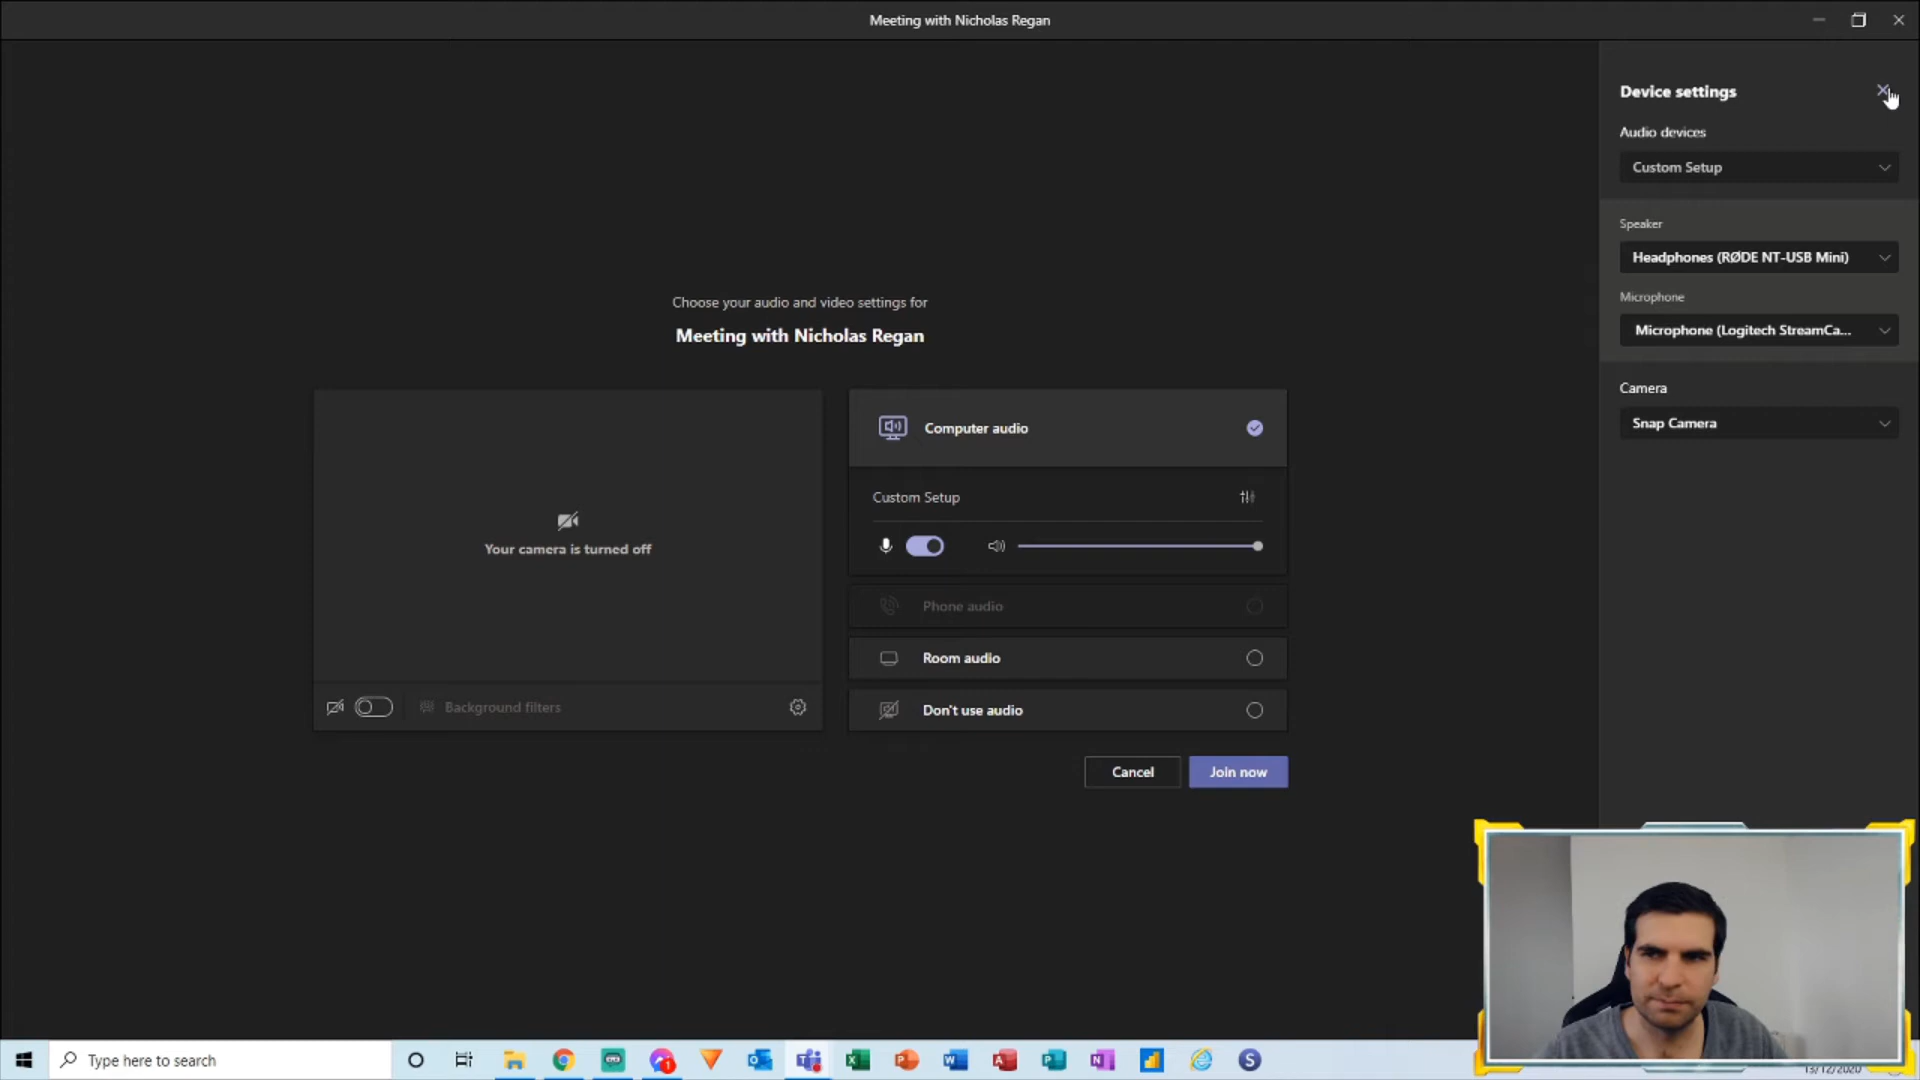 Meeting with Nicholas Regan
Device settings
Audio devices
Custom Setup
Speaker
Headphones (RØDE NT-USB Mini)
Microphone
Microphone (Logitech StreamCa...
Camera
Snap Camera
Choose your audio and video settings for
Meeting with Nicholas Regan
Your camera is turned off
Background filters
Computer audio
Custom Setup
Phone audio
Room audio
Don't use audio
Cancel
Join now
Type here to search
13/12/2020